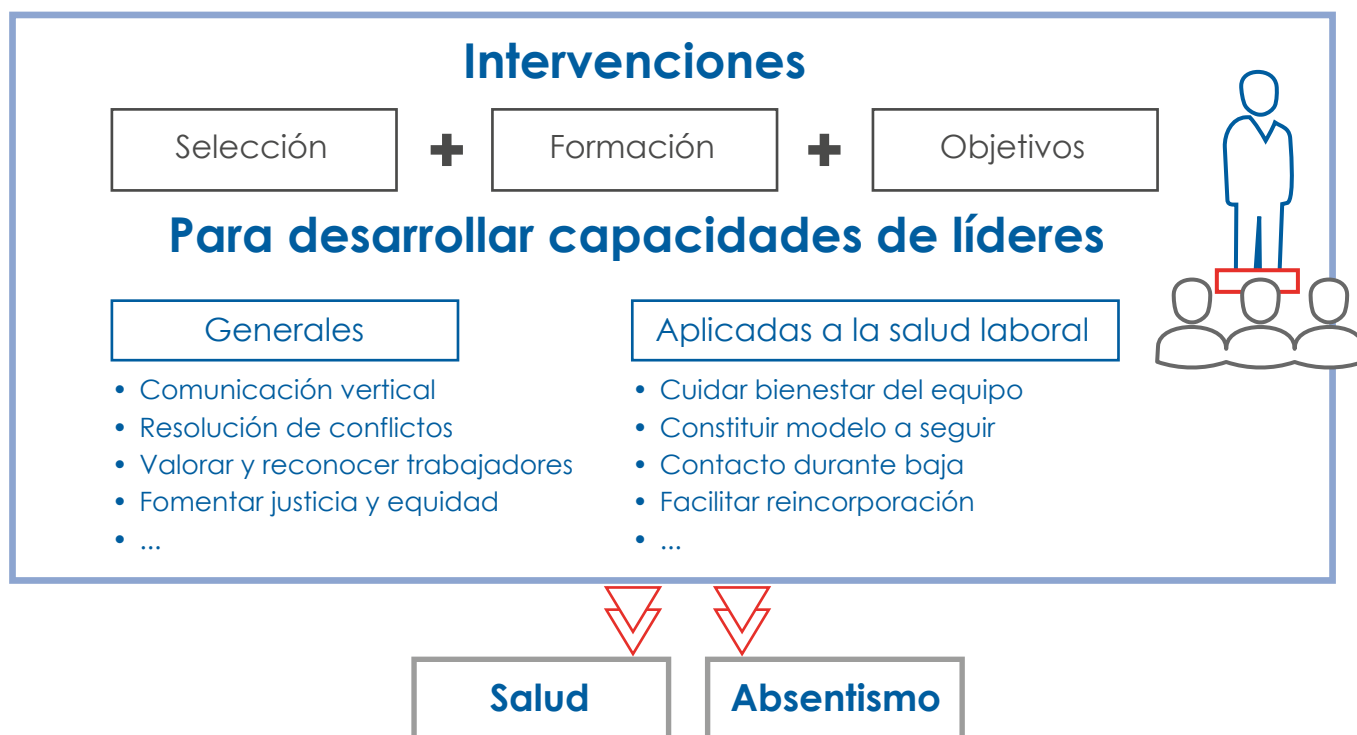 Intervenciones
Selección + Formación + Objetivos
Para desarrollar capacidades de líderes
Generales
• Comunicación vertical
• Resolución de conflictos
• Valorar y reconocer trabajadores
• Fomentar justicia y equidad
• ...
Aplicadas a la salud laboral
• Cuidar bienestar del equipo
• Constituir modelo a seguir
• Contacto durante baja
• Facilitar reincorporación
• ...
Salud
Absentismo